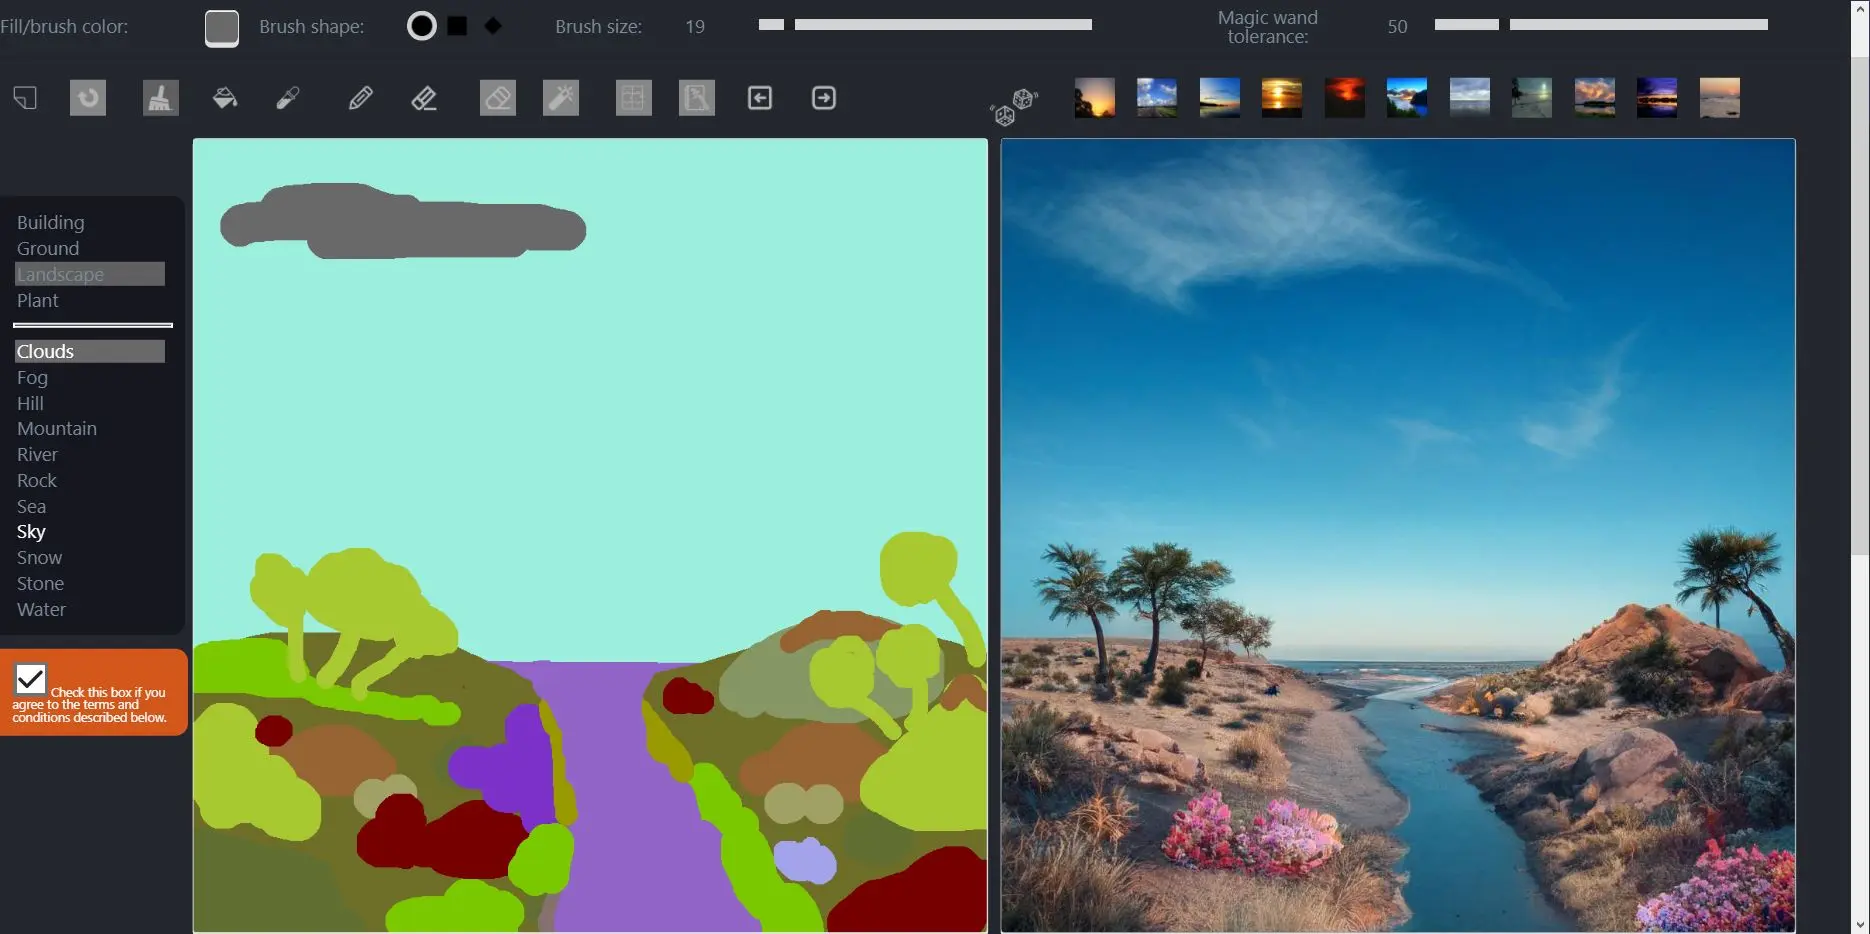 Fill/brush color:
Brush shape:
Brush size:
19
Magic wand
tolerance:
50
Building
Ground
Landscape
Plant
Clouds
Fog
Hill
Mountain
River
Rock
Sea
Sky
Snow
Stone
Water
Check this box if you
agree to the terms and
conditions described below.